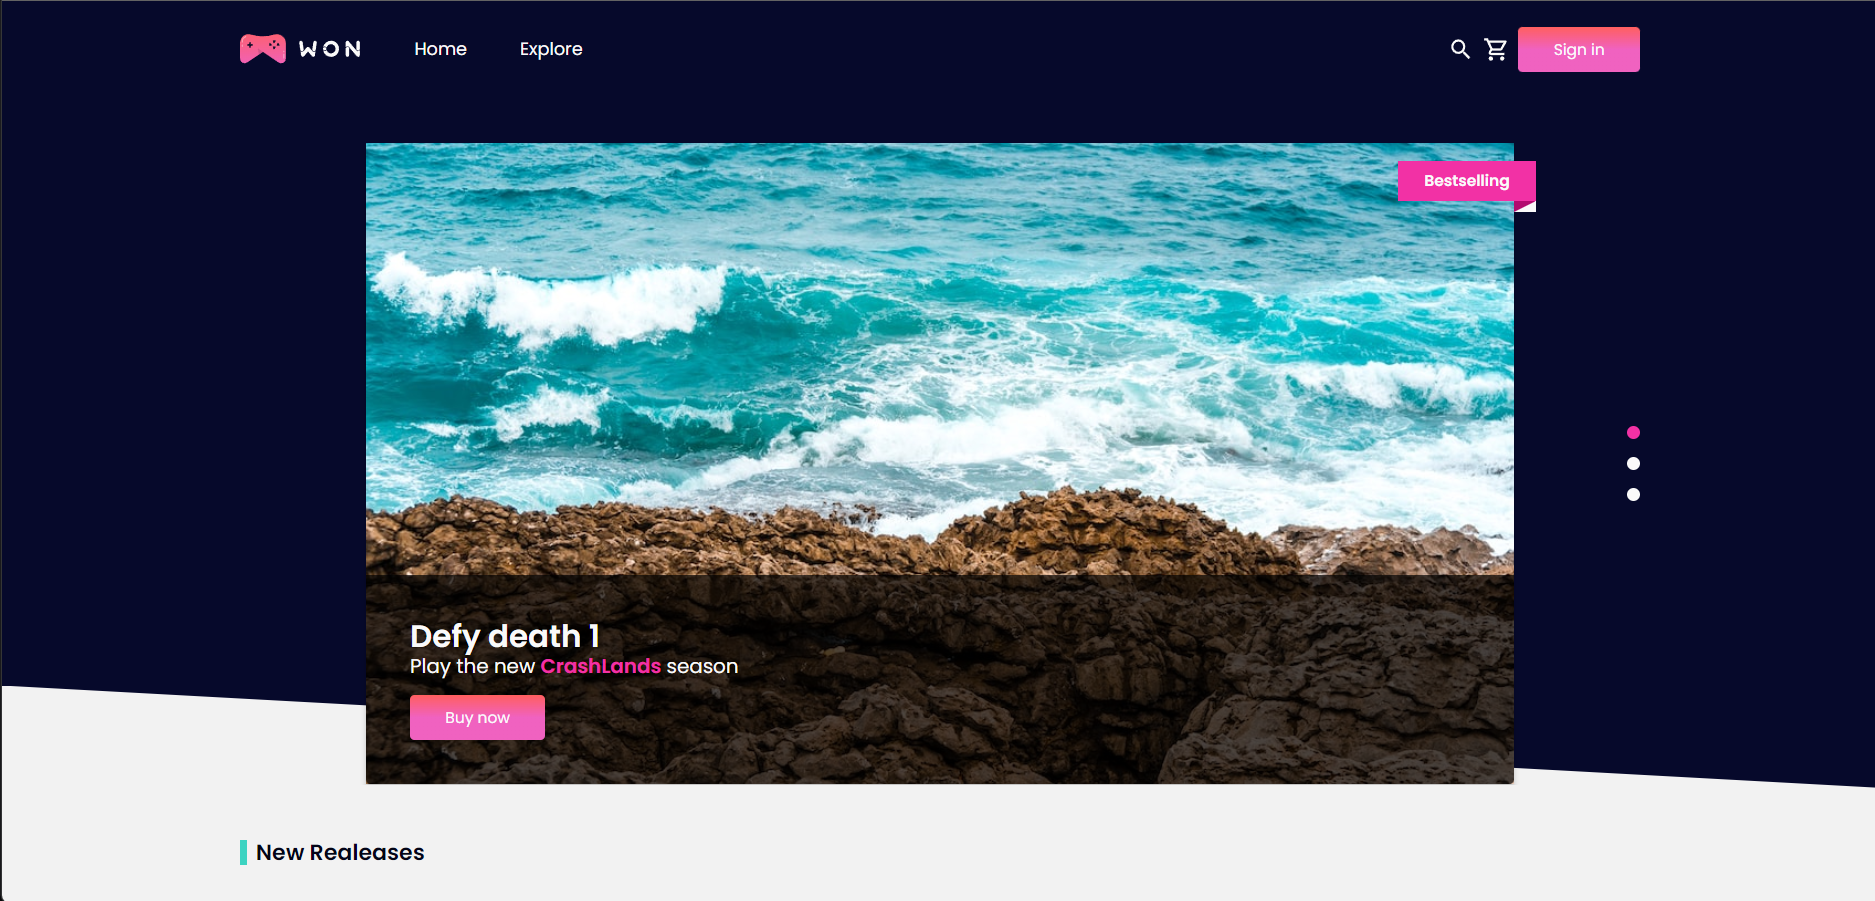 WON
Home
Explore
Sign in
Bestselling
Defy death 1
Play the new CrashLands season
Buy now
New Realeases